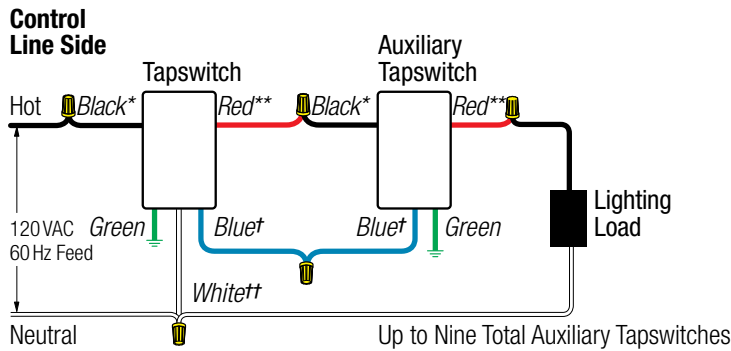 Control
Line Side
Auxiliary
Tapswitch
Tapswitch
Hot Black* Red** Black* Red**
Lighting
Load
120 VAC
60 Hz Feed
Green Blue† Blue† Green
White††
Neutral
Up to Nine Total Auxiliary Tapswitches